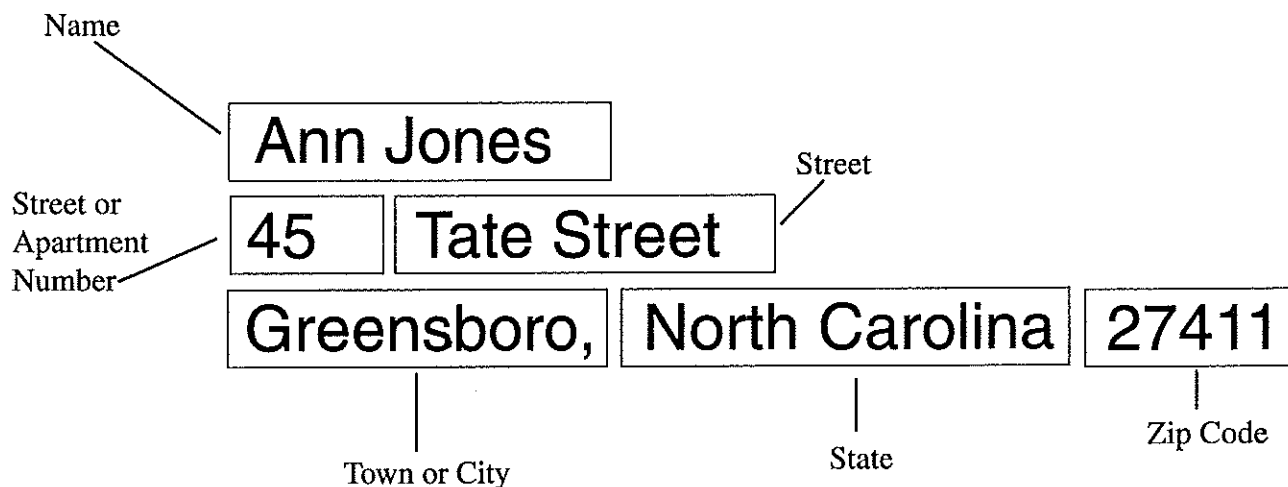 Name
Ann Jones
Street
Street or
Apartment
Number
45 Tate Street
Greensboro, North Carolina 27411
Town or City
State
Zip Code